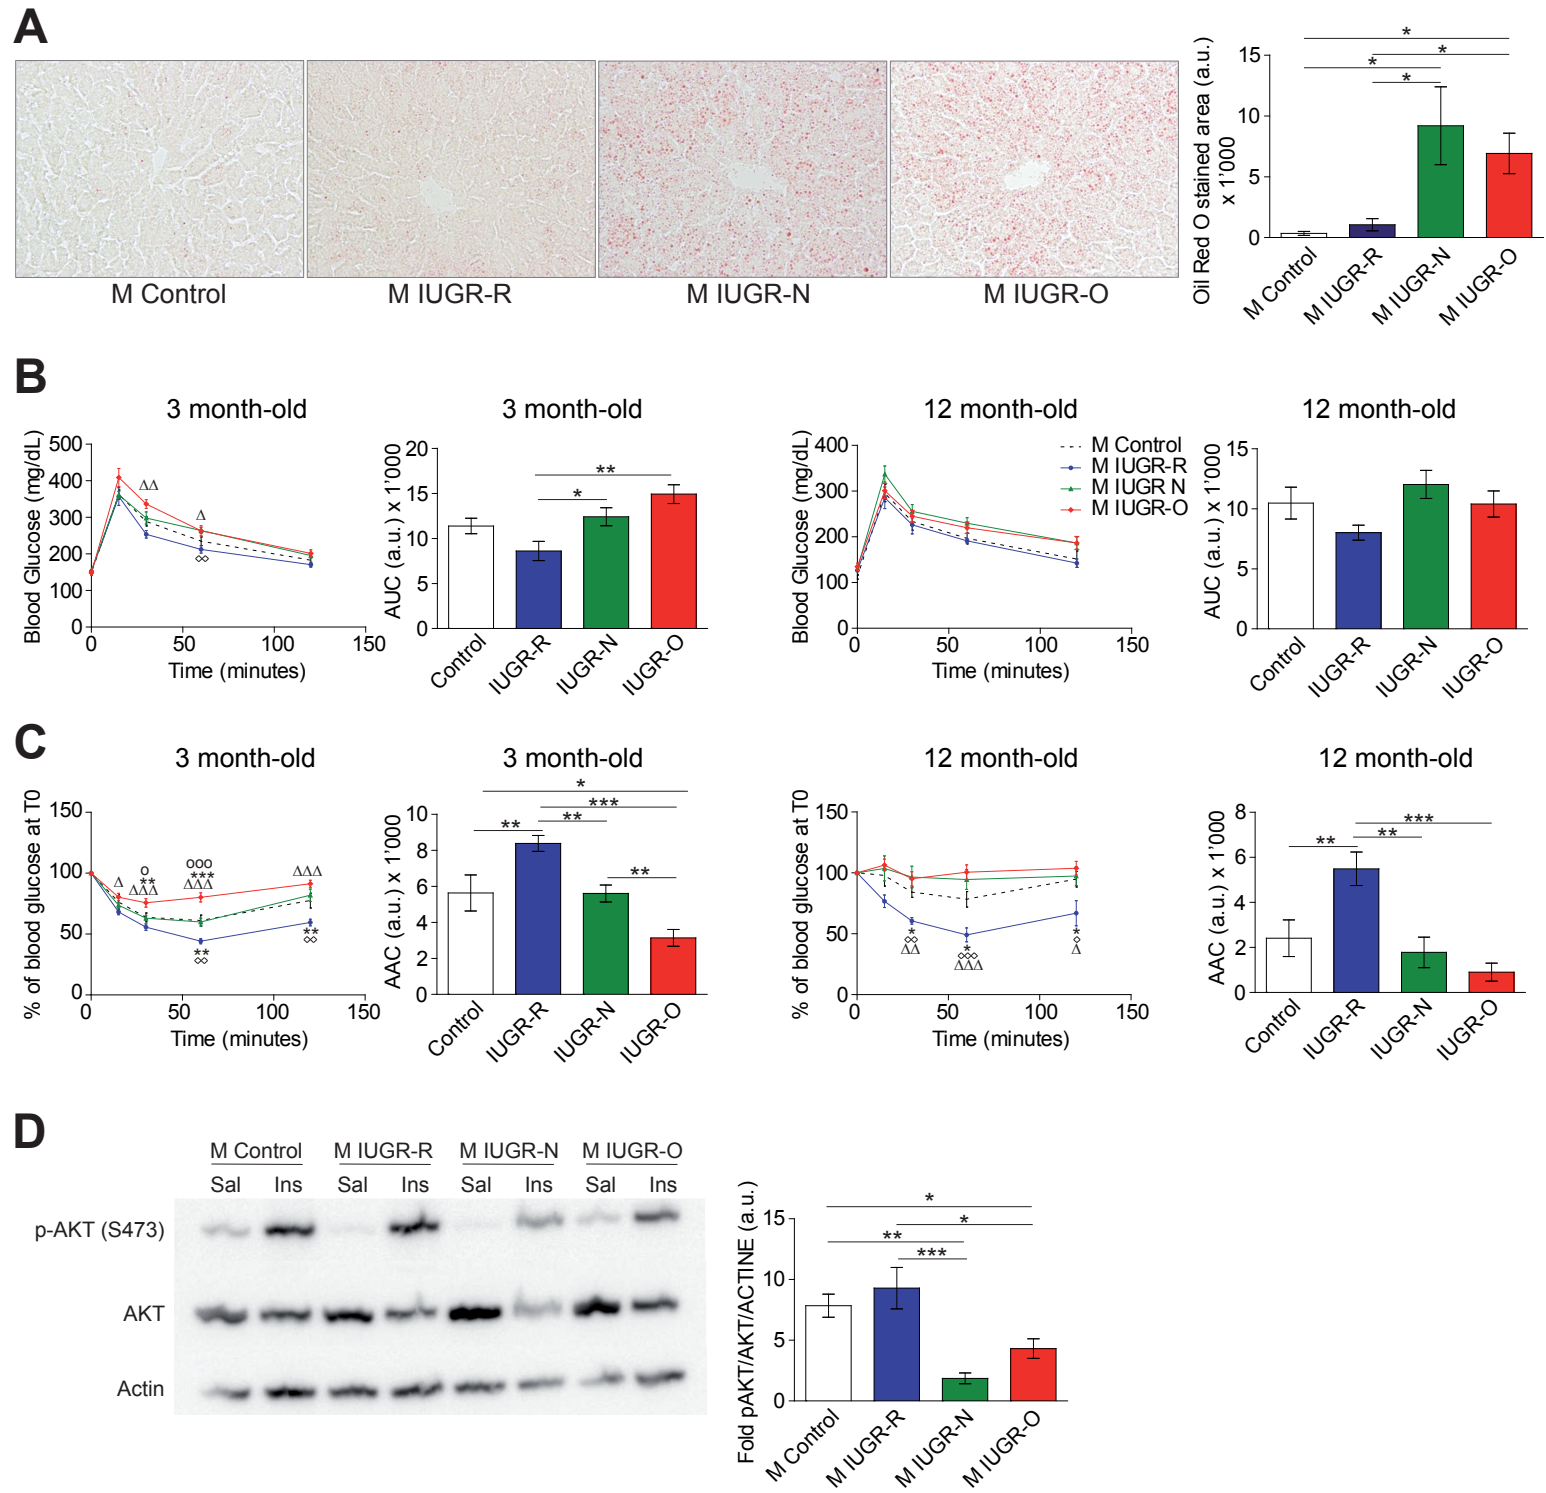 A
M Control
M IUGR-R
M IUGR-N
M IUGR-O
Oil Red O stained area (a.u.)
x 1'000
15
10
5
0
*
*
*
*
M Control
M IUGR-R
M IUGR-N
M IUGR-O
B
3 month-old
Blood Glucose (mg/dL)
500
400
300
200
100
0
ΔΔ
Δ
◇◇
0
50
100
150
Time (minutes)
3 month-old
AUC (a.u.) x 1'000
20
15
10
5
0
**
*
Control
IUGR-R
IUGR-N
IUGR-O
12 month-old
Blood Glucose (mg/dL)
400
300
200
100
0
M Control
M IUGR-R
M IUGR N
M IUGR-O
0
50
100
150
Time (minutes)
12 month-old
AUC (a.u.) x 1'000
15
10
5
0
Control
IUGR-R
IUGR-N
IUGR-O
C
3 month-old
% of blood glucose at T0
150
100
50
0
Δ
o
**
ΔΔΔ
ooo
***
ΔΔΔ
ΔΔΔ
**
◇◇
**
◇◇
0
50
100
150
Time (minutes)
3 month-old
AAC (a.u.) x 1'000
10
8
6
4
2
0
*
***
**
**
**
Control
IUGR-R
IUGR-N
IUGR-O
12 month-old
% of blood glucose at T0
150
100
50
0
*
◇◇
ΔΔ
*
◇◇◇
ΔΔΔ
*
◇
Δ
0
50
100
150
Time (minutes)
12 month-old
AAC (a.u.) x 1'000
8
6
4
2
0
***
**
**
Control
IUGR-R
IUGR-N
IUGR-O
D
M Control
M IUGR-R
M IUGR-N
M IUGR-O
Sal
Ins
Sal
Ins
Sal
Ins
Sal
Ins
p-AKT (S473)
AKT
Actin
Fold pAKT/AKT/ACTINE (a.u.)
15
10
5
0
*
*
**
***
M Control
M IUGR-R
M IUGR-N
M IUGR-O